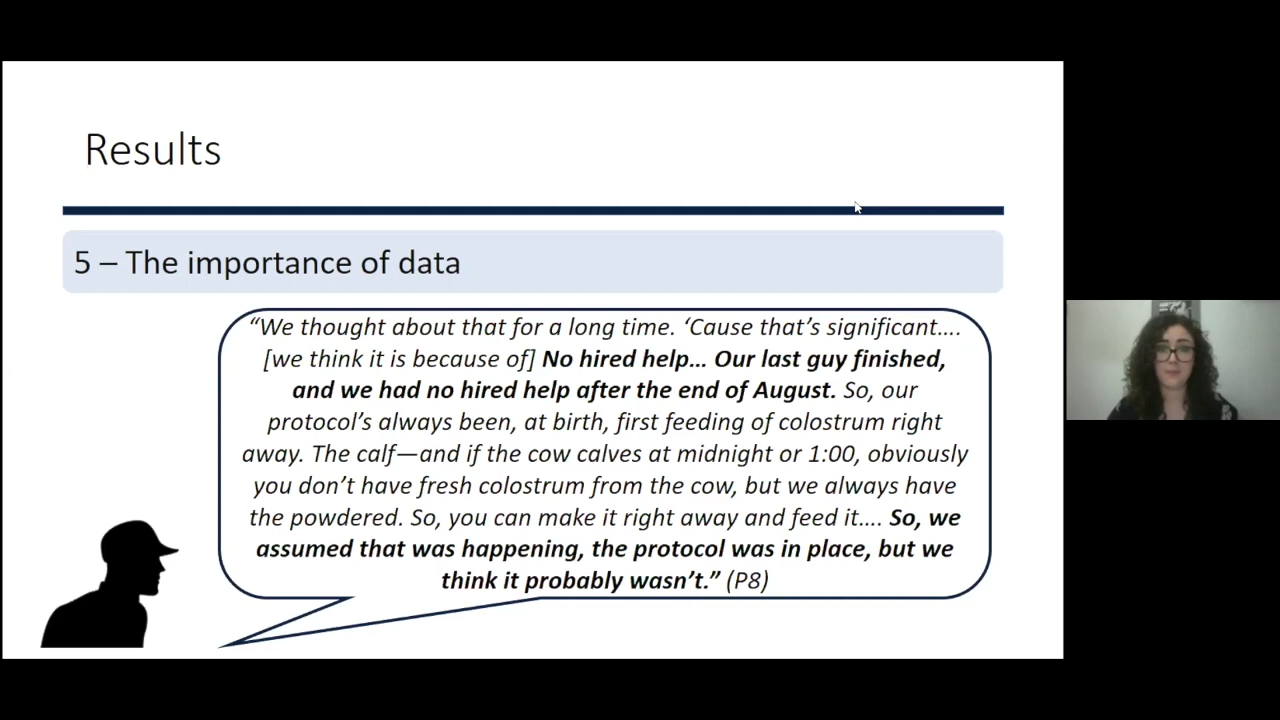 Results
5 – The importance of data
“We thought about that for a long time. ‘Cause that’s significant….
[we think it is because of] No hired help… Our last guy finished,
and we had no hired help after the end of August. So, our
protocol’s always been, at birth, first feeding of colostrum right
away. The calf—and if the cow calves at midnight or 1:00, obviously
you don’t have fresh colostrum from the cow, but we always have
the powdered. So, you can make it right away and feed it…. So, we
assumed that was happening, the protocol was in place, but we
think it probably wasn’t.” (P8)